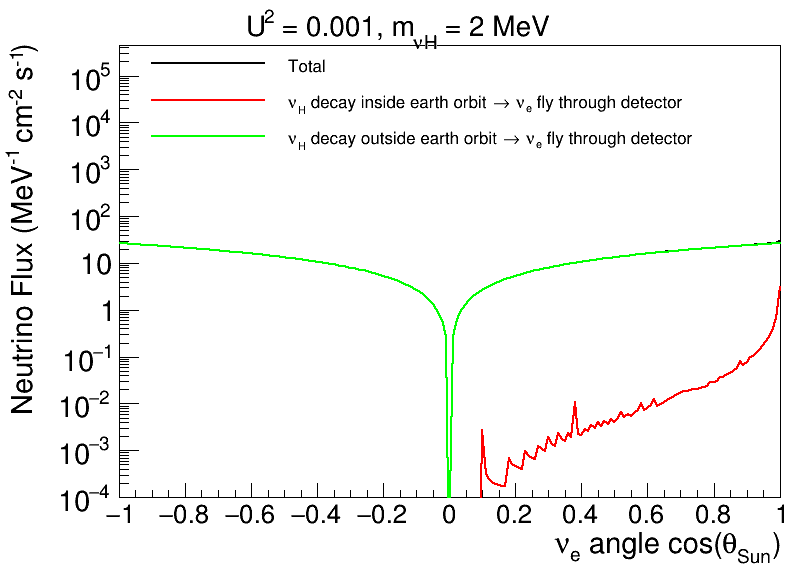 U² = 0.001, m_νH = 2 MeV
Total
ν_H decay inside earth orbit → ν_e fly through detector
ν_H decay outside earth orbit → ν_e fly through detector
Neutrino Flux (MeV⁻¹ cm⁻² s⁻¹)
10⁵
10⁴
10³
10²
10
1
10⁻¹
10⁻²
10⁻³
10⁻⁴
−1 −0.8 −0.6 −0.4 −0.2 0 0.2 0.4 0.6 0.8 1
ν_e angle cos(θ_Sun)